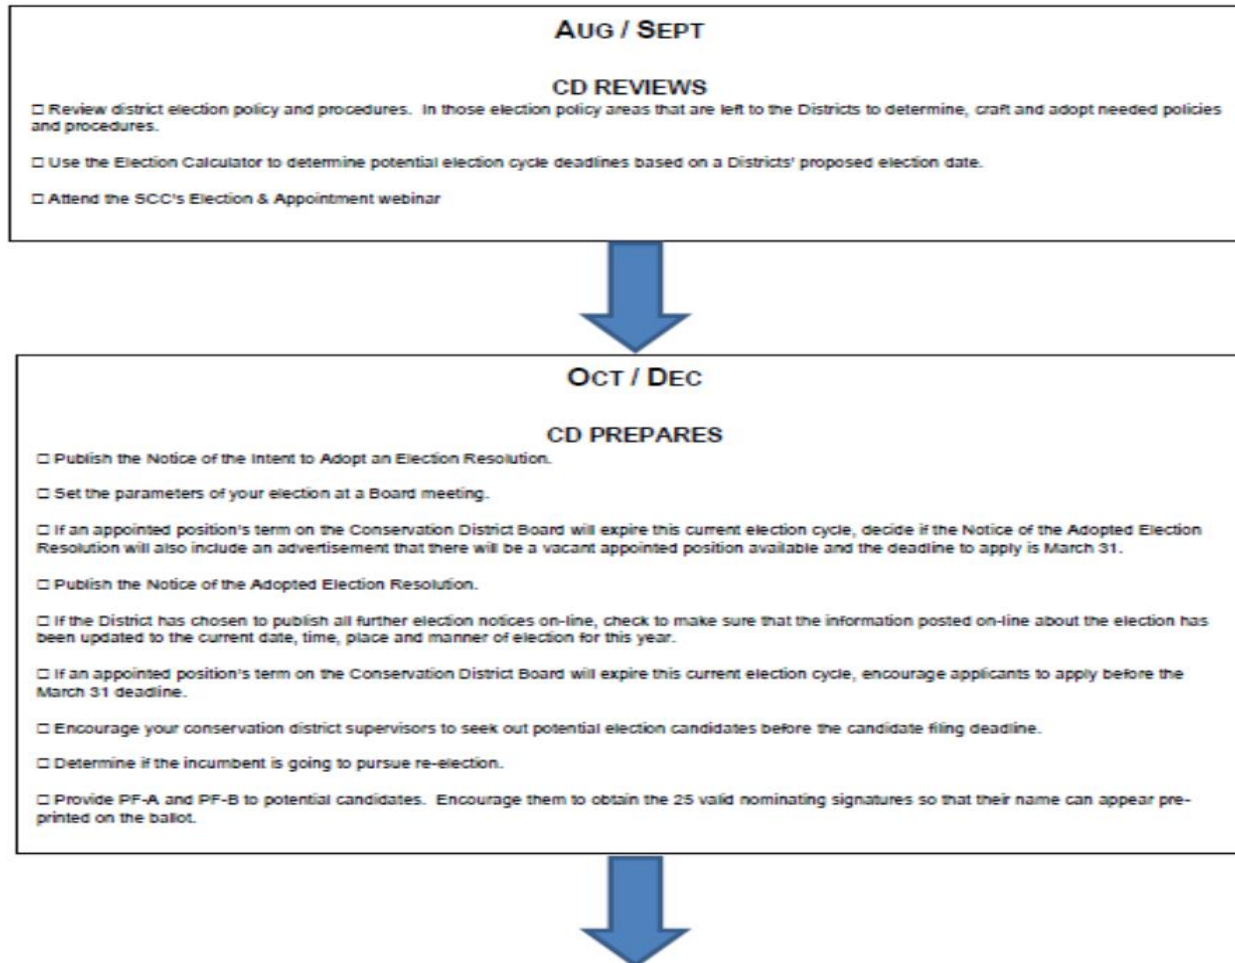 AUG / SEPT
CD REVIEWS
□ Review district election policy and procedures. In those election policy areas that are left to the Districts to determine, craft and adopt needed policies
and procedures.
□ Use the Election Calculator to determine potential election cycle deadlines based on a Districts' proposed election date.
□ Attend the SCC's Election & Appointment webinar
OCT / DEC
CD PREPARES
□ Publish the Notice of the Intent to Adopt an Election Resolution.
□ Set the parameters of your election at a Board meeting.
□ If an appointed position's term on the Conservation District Board will expire this current election cycle, decide if the Notice of the Adopted Election
Resolution will also include an advertisement that there will be a vacant appointed position available and the deadline to apply is March 31.
□ Publish the Notice of the Adopted Election Resolution.
□ If the District has chosen to publish all further election notices on-line, check to make sure that the information posted on-line about the election has
been updated to the current date, time, place and manner of election for this year.
□ If an appointed position's term on the Conservation District Board will expire this current election cycle, encourage applicants to apply before the
March 31 deadline.
□ Encourage your conservation district supervisors to seek out potential election candidates before the candidate filing deadline.
□ Determine if the incumbent is going to pursue re-election.
□ Provide PF-A and PF-B to potential candidates. Encourage them to obtain the 25 valid nominating signatures so that their name can appear pre-
printed on the ballot.